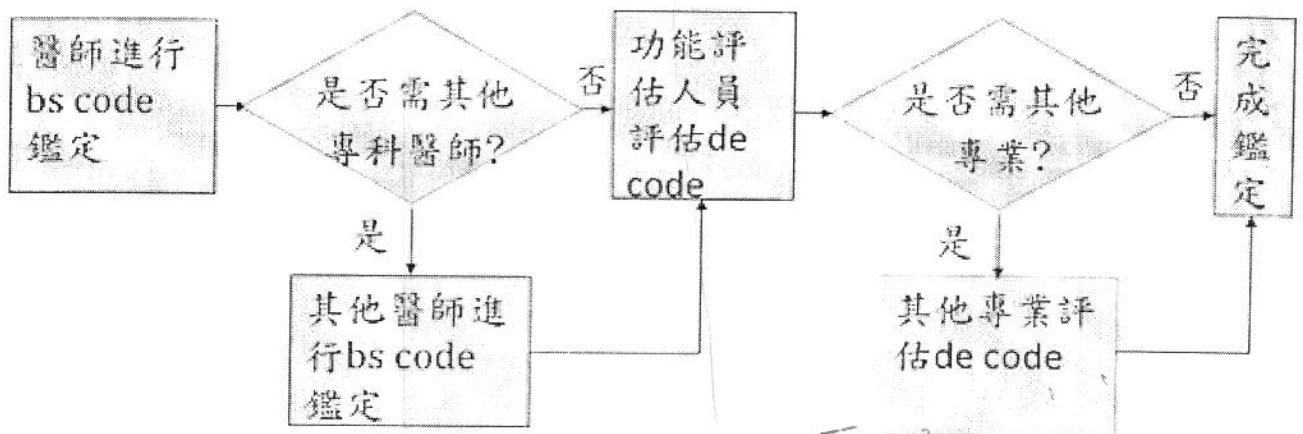 醫師進行
bs code
鑑定
是否需其他
專科醫師?
否
是
其他醫師進
行bs code
鑑定
功能評
估人員
評估de
code
是否需其他
專業?
否
是
其他專業評
估de code
完
成
鑑
定